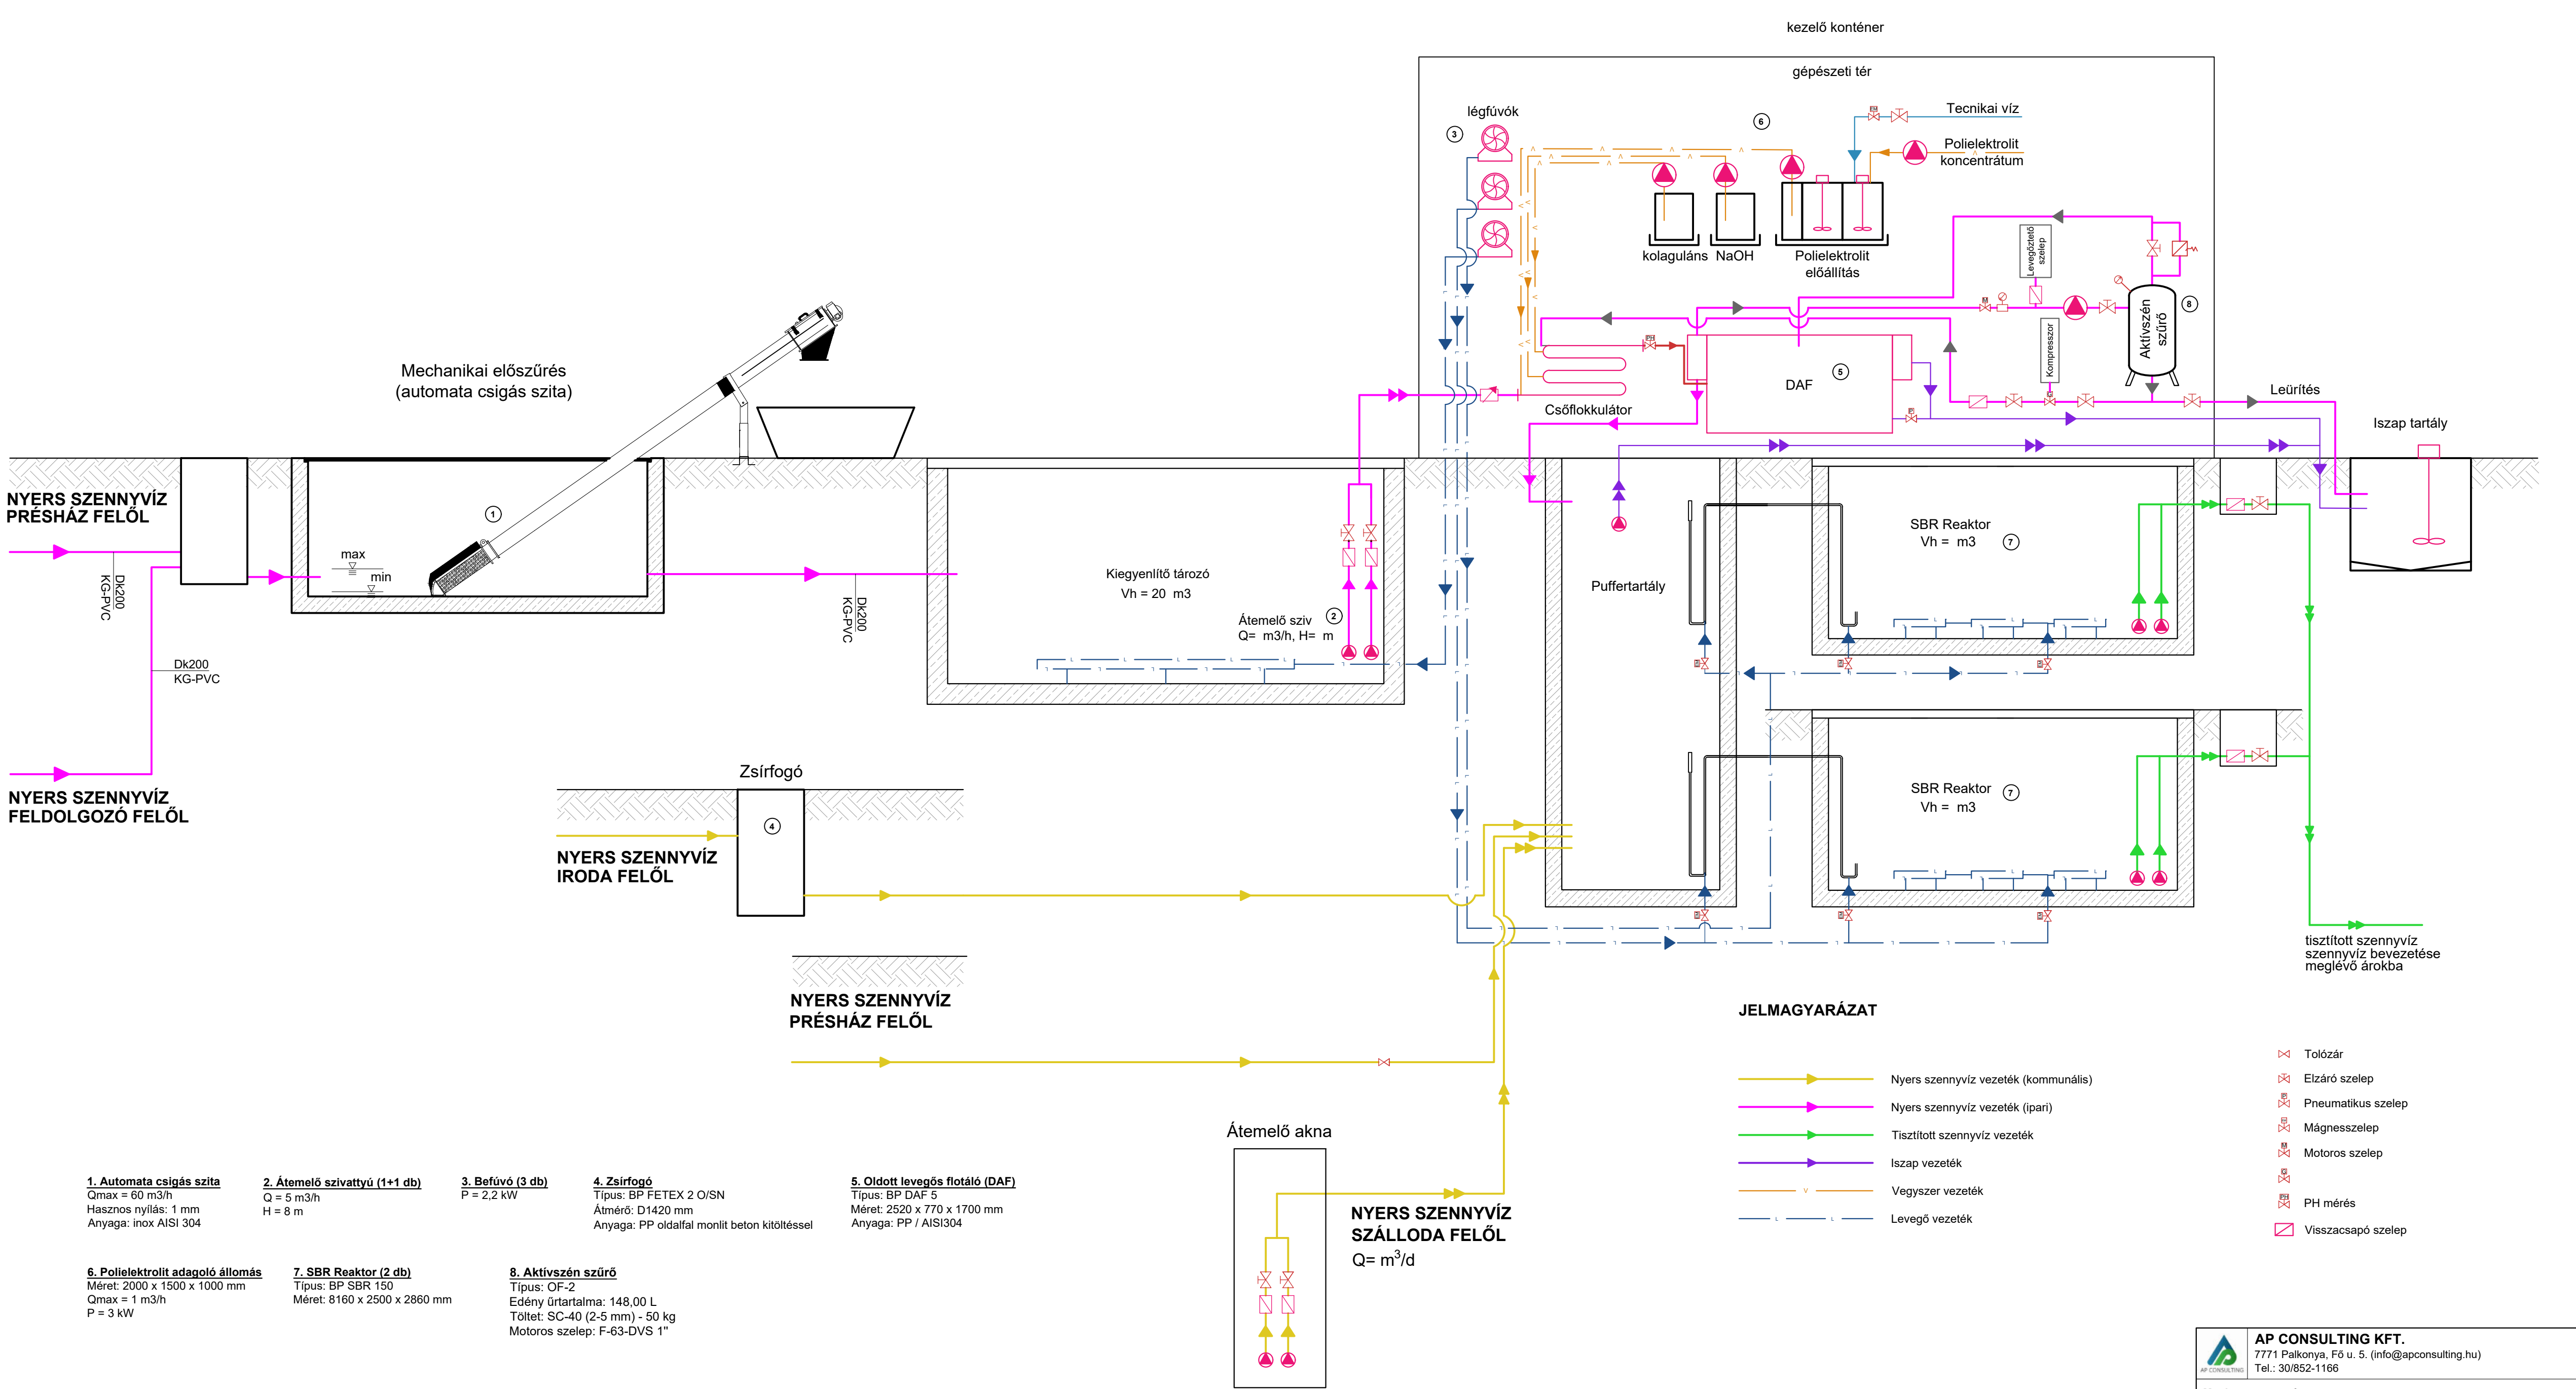 kezelő konténer
gépészeti tér
légfúvók
3
6
Tecnikai víz
Polielektrolit
koncentrátum
kolaguláns
NaOH
Polielektrolit
előállítás
Levegőztető
szelep
Kompresszor
Aktívszén
szűrő
8
DAF
5
Csőflokkulátor
Leürítés
Iszap tartály
Mechanikai előszűrés
(automata csigás szita)
NYERS SZENNYVÍZ
PRÉSHÁZ FELŐL
Dk200
KG-PVC
Dk200
KG-PVC
max
min
1
Dk200
KG-PVC
Kiegyenlítő tározó
Vh = 20 m3
Átemelő sziv
Q= m3/h, H= m
2
Puffertartály
SBR Reaktor
Vh = m3
7
SBR Reaktor
Vh = m3
7
NYERS SZENNYVÍZ
FELDOLGOZÓ FELŐL
Zsírfogó
4
NYERS SZENNYVÍZ
IRODA FELŐL
NYERS SZENNYVÍZ
PRÉSHÁZ FELŐL
tisztított szennyvíz
szennyvíz bevezetése
meglévő árokba
Átemelő akna
NYERS SZENNYVÍZ
SZÁLLODA FELŐL
Q= m³/d
JELMAGYARÁZAT
Nyers szennyvíz vezeték (kommunális)
Nyers szennyvíz vezeték (ipari)
Tisztított szennyvíz vezeték
Iszap vezeték
Vegyszer vezeték
Levegő vezeték
Tolózár
Elzáró szelep
Pneumatikus szelep
Mágnesszelep
Motoros szelep
PH mérés
Visszacsapó szelep
1. Automata csigás szita
Qmax = 60 m3/h
Hasznos nyílás: 1 mm
Anyaga: inox AISI 304
2. Átemelő szivattyú (1+1 db)
Q = 5 m3/h
H = 8 m
3. Befúvó (3 db)
P = 2,2 kW
4. Zsírfogó
Típus: BP FETEX 2 O/SN
Átmérő: D1420 mm
Anyaga: PP oldalfal monlit beton kitöltéssel
5. Oldott levegős flotáló (DAF)
Típus: BP DAF 5
Méret: 2520 x 770 x 1700 mm
Anyaga: PP / AISI304
6. Polielektrolit adagoló állomás
Méret: 2000 x 1500 x 1000 mm
Qmax = 1 m3/h
P = 3 kW
7. SBR Reaktor (2 db)
Típus: BP SBR 150
Méret: 8160 x 2500 x 2860 mm
8. Aktívszén szűrő
Típus: OF-2
Edény űrtartalma: 148,00 L
Töltet: SC-40 (2-5 mm) - 50 kg
Motoros szelep: F-63-DVS 1"
AP CONSULTING
AP CONSULTING KFT.
7771 Palkonya, Fő u. 5. (info@apconsulting.hu)
Tel.: 30/852-1166